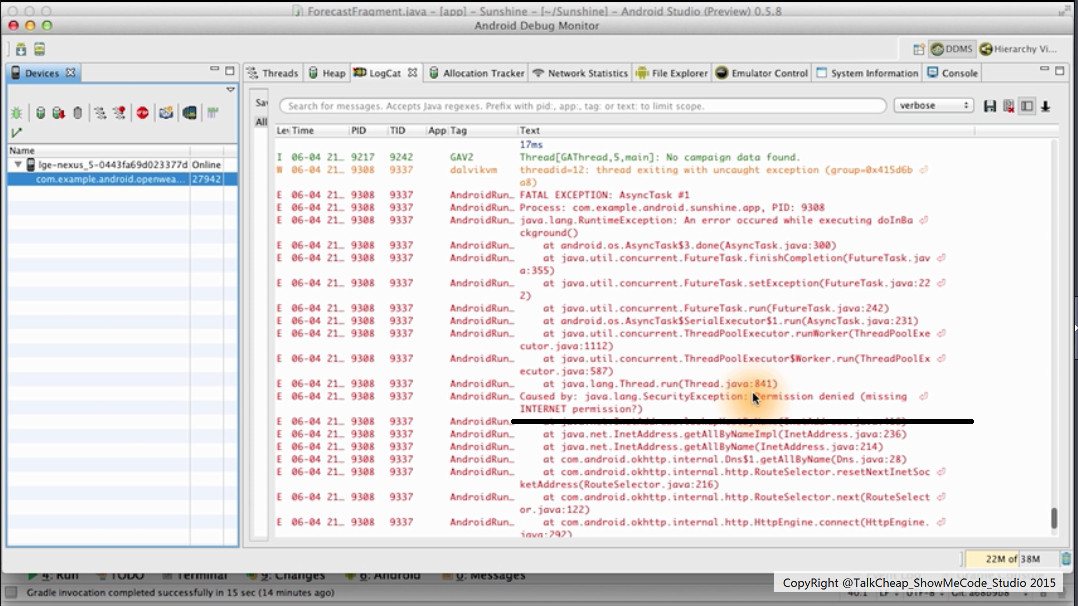 ForecastFragment.java – [app] – Sunshine – [~/Sunshine] – Android Studio (Preview) 0.5.8
Android Debug Monitor
DDMS Hierarchy Vi...
Devices
Threads Heap LogCat Allocation Tracker Network Statistics File Explorer Emulator Control System Information Console
Search for messages. Accepts Java regexes. Prefix with pid:, app:, tag: or text: to limit scope.
verbose
All
Name
lge-nexus_5-0443fa69d023377d Online
com.example.android.openwea... 27942
Time PID TID App Tag Text
17ms
I 06-04 21... 9217 9242 GAV2 Thread[GAThread,5,main]: No campaign data found.
W 06-04 21... 9308 9337 dalvikvm threadid=12: thread exiting with uncaught exception (group=0x415d6b
a8)
E 06-04 21... 9308 9337 AndroidRun... FATAL EXCEPTION: AsyncTask #1
E 06-04 21... 9308 9337 AndroidRun... Process: com.example.android.sunshine.app, PID: 9308
E 06-04 21... 9308 9337 AndroidRun... java.lang.RuntimeException: An error occured while executing doInBa
ckground()
E 06-04 21... 9308 9337 AndroidRun... at android.os.AsyncTask$3.done(AsyncTask.java:300)
E 06-04 21... 9308 9337 AndroidRun... at java.util.concurrent.FutureTask.finishCompletion(FutureTask.jav
a:355)
E 06-04 21... 9308 9337 AndroidRun... at java.util.concurrent.FutureTask.setException(FutureTask.java:22
2)
E 06-04 21... 9308 9337 AndroidRun... at java.util.concurrent.FutureTask.run(FutureTask.java:242)
E 06-04 21... 9308 9337 AndroidRun... at android.os.AsyncTask$SerialExecutor$1.run(AsyncTask.java:231)
E 06-04 21... 9308 9337 AndroidRun... at java.util.concurrent.ThreadPoolExecutor.runWorker(ThreadPoolExe
cutor.java:1112)
E 06-04 21... 9308 9337 AndroidRun... at java.util.concurrent.ThreadPoolExecutor$Worker.run(ThreadPoolEx
ecutor.java:587)
E 06-04 21... 9308 9337 AndroidRun... at java.lang.Thread.run(Thread.java:841)
E 06-04 21... 9308 9337 AndroidRun... Caused by: java.lang.SecurityException: Permission denied (missing
INTERNET permission?)
E 06-04 21... 9308 9337 AndroidRun...
E 06-04 21... 9308 9337 AndroidRun... at java.net.InetAddress.getAllByNameImpl(InetAddress.java:236)
E 06-04 21... 9308 9337 AndroidRun... at java.net.InetAddress.getAllByName(InetAddress.java:214)
E 06-04 21... 9308 9337 AndroidRun... at com.android.okhttp.internal.Dns$1.getAllByName(Dns.java:28)
E 06-04 21... 9308 9337 AndroidRun... at com.android.okhttp.internal.http.RouteSelector.resetNextInetSoc
ketAddress(RouteSelector.java:216)
E 06-04 21... 9308 9337 AndroidRun... at com.android.okhttp.internal.http.RouteSelector.next(RouteSelect
or.java:122)
E 06-04 21... 9308 9337 AndroidRun... at com.android.okhttp.internal.http.HttpEngine.connect(HttpEngine.
java:292)
22M of 38M
4: Run TODO Terminal 9: Changes 6: Android 0: Messages
CopyRight @TalkCheap_ShowMeCode_Studio 2015
Gradle invocation completed successfully in 15 sec (14 minutes ago)